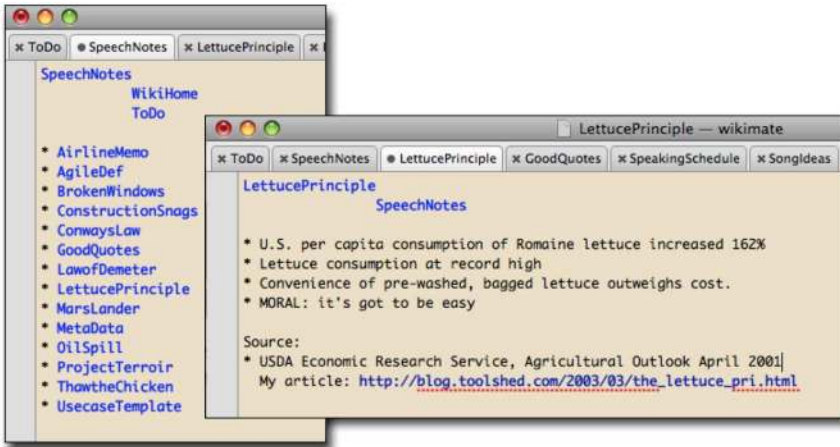 ToDo SpeechNotes LettucePrinciple
SpeechNotes
WikiHome
ToDo
* AirlineMemo
* AgileDef
* BrokenWindows
* ConstructionSnags
* ConwaysLaw
* GoodQuotes
* LawofDemeter
* LettucePrinciple
* MarsLander
* MetaData
* OilSpill
* ProjectTerroir
* ThawtheChicken
* UsecaseTemplate
LettucePrinciple — wikimate
ToDo SpeechNotes LettucePrinciple GoodQuotes SpeakingSchedule SongIdeas
LettucePrinciple
SpeechNotes
* U.S. per capita consumption of Romaine lettuce increased 162%
* Lettuce consumption at record high
* Convenience of pre-washed, bagged lettuce outweighs cost.
* MORAL: it's got to be easy
Source:
* USDA Economic Research Service, Agricultural Outlook April 2001
My article: http://blog.toolshed.com/2003/03/the_lettuce_pri.html